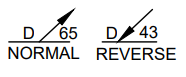 D 65 D 43
NORMAL REVERSE